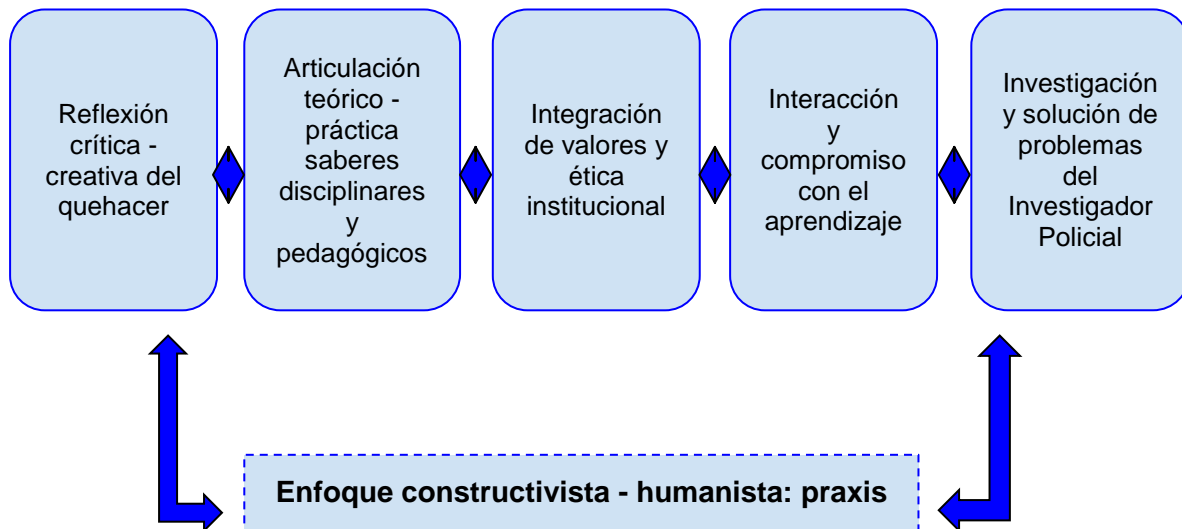 Reflexión
crítica -
creativa del
quehacer
Articulación
teórico -
práctica
saberes
disciplinares
y
pedagógicos
Integración
de valores y
ética
institucional
Interacción
y
compromiso
con el
aprendizaje
Investigación
y solución de
problemas
del
Investigador
Policial
Enfoque constructivista - humanista: praxis